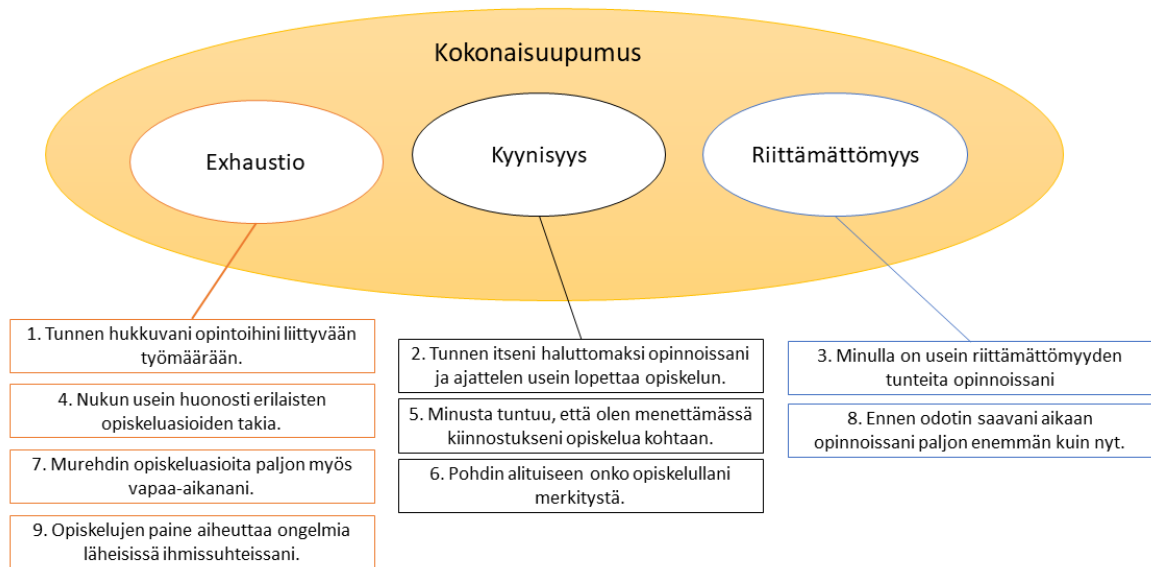 Kokonaisuupumus
Exhaustio
Kyynisyys
Riittämättömyys
1. Tunnen hukkuvani opintoihini liittyvään
työmäärään.
4. Nukun usein huonosti erilaisten
opiskeluasioiden takia.
7. Murehdin opiskeluasioita paljon myös
vapaa-aikanani.
9. Opiskelujen paine aiheuttaa ongelmia
läheisissä ihmissuhteissani.
2. Tunnen itseni haluttomaksi opinnoissani
ja ajattelen usein lopettaa opiskelun.
5. Minusta tuntuu, että olen menettämässä
kiinnostukseni opiskelua kohtaan.
6. Pohdin alituiseen onko opiskelullani
merkitystä.
3. Minulla on usein riittämättömyyden
tunteita opinnoissani
8. Ennen odotin saavani aikaan
opinnoissani paljon enemmän kuin nyt.